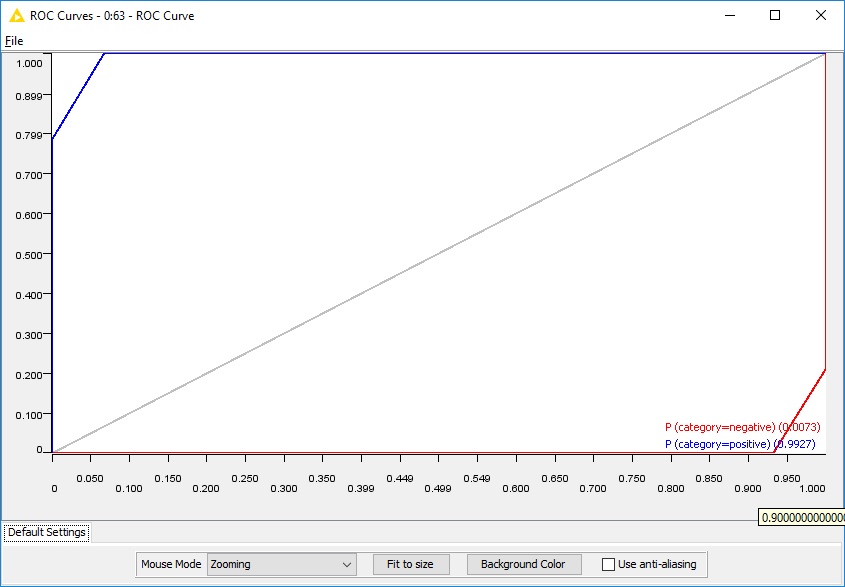 ROC Curves - 0:63 - ROC Curve
File
1.000
0.899
0.799
0.700
0.600
0.500
0.400
0.300
0.200
0.100
0
P (category=negative) (0.0073)
P (category=positive) (0.9927)
0.050 0.150 0.250 0.350 0.449 0.549 0.650 0.750 0.850 0.950
0 0.100 0.200 0.300 0.399 0.499 0.600 0.700 0.800 0.900 1.000
0.9000000000000
Default Settings
Mouse Mode Zooming Fit to size Background Color Use anti-aliasing